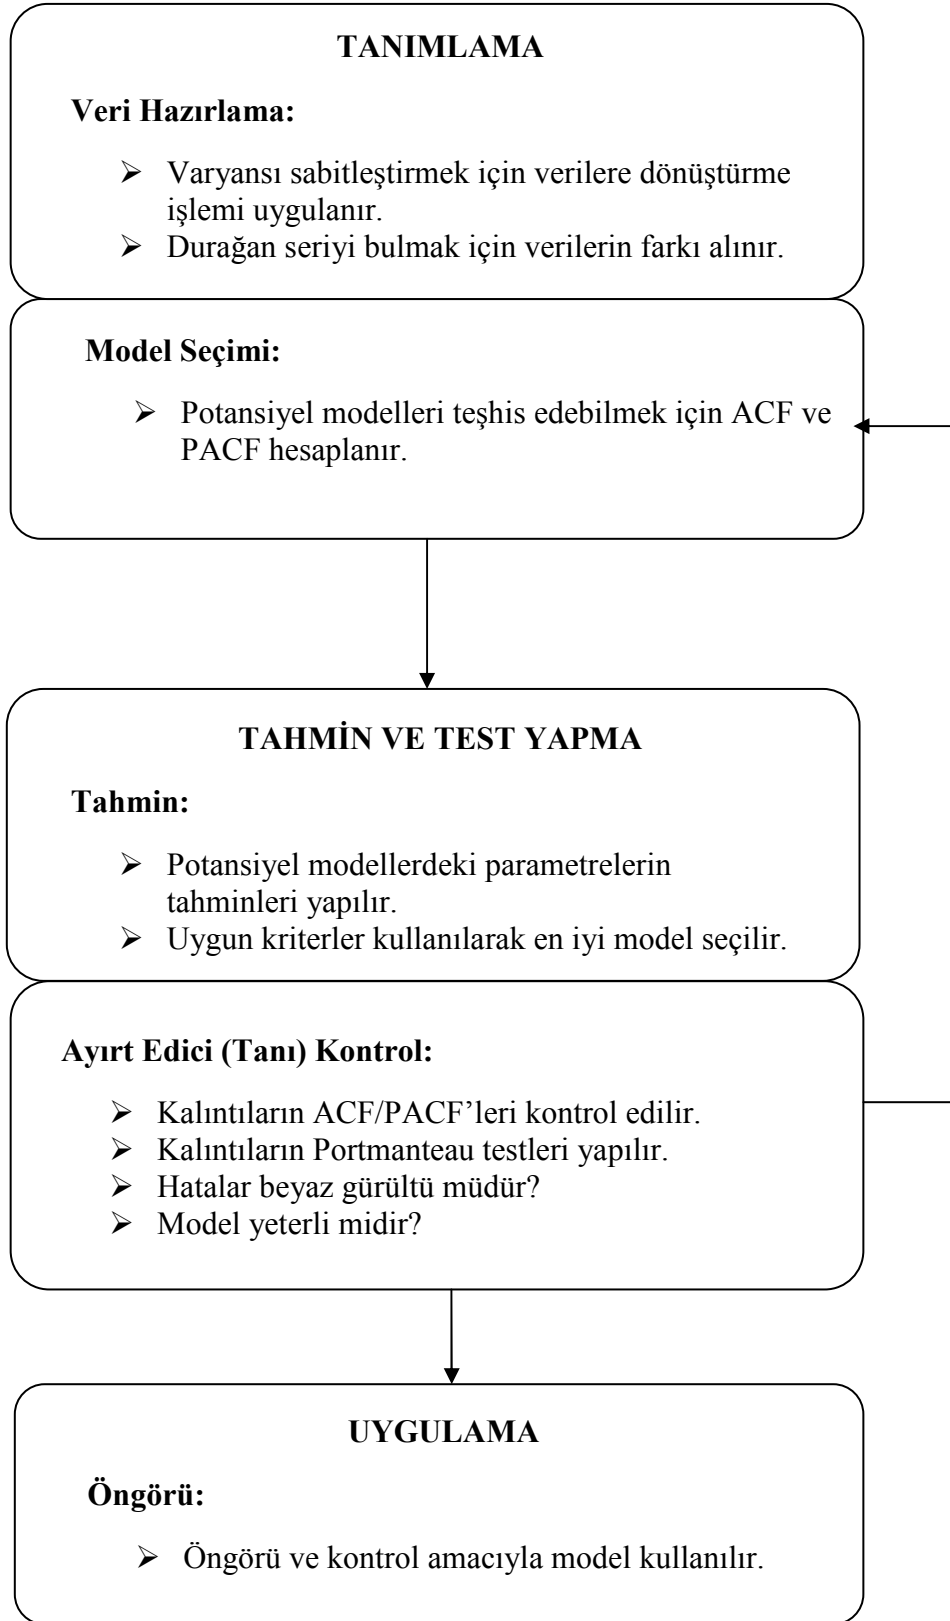 TANIMLAMA
Veri Hazırlama:
➢ Varyansı sabitleştirmek için verilere dönüştürme
işlemi uygulanır.
➢ Durağan seriyi bulmak için verilerin farkı alınır.
Model Seçimi:
➢ Potansiyel modelleri teşhis edebilmek için ACF ve
PACF hesaplanır.
TAHMİN VE TEST YAPMA
Tahmin:
➢ Potansiyel modellerdeki parametrelerin
tahminleri yapılır.
➢ Uygun kriterler kullanılarak en iyi model seçilir.
Ayırt Edici (Tanı) Kontrol:
➢ Kalıntıların ACF/PACF’leri kontrol edilir.
➢ Kalıntıların Portmanteau testleri yapılır.
➢ Hatalar beyaz gürültü müdür?
➢ Model yeterli midir?
UYGULAMA
Öngörü:
➢ Öngörü ve kontrol amacıyla model kullanılır.